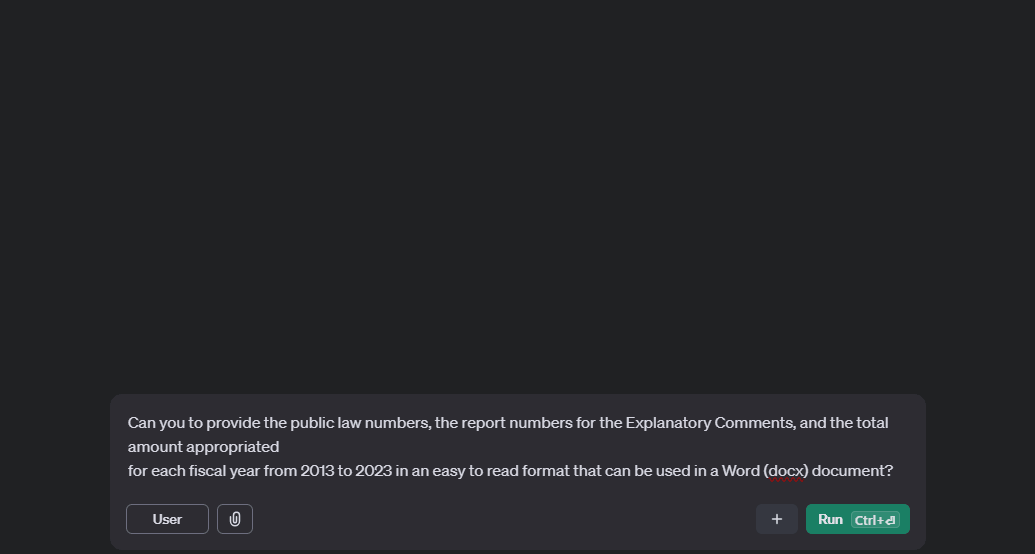 Can you to provide the public law numbers, the report numbers for the Explanatory Comments, and the total
amount appropriated
for each fiscal year from 2013 to 2023 in an easy to read format that can be used in a Word (docx) document?
User
+
Run Ctrl+⏎